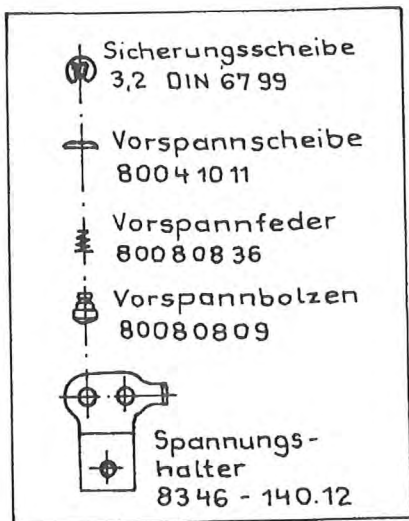 Sicherungsscheibe
3,2 DIN 6799
Vorspannscheibe
80041011
Vorspannfeder
80080836
Vorspannbolzen
80080809
Spannungs-
halter
8346 - 140.12